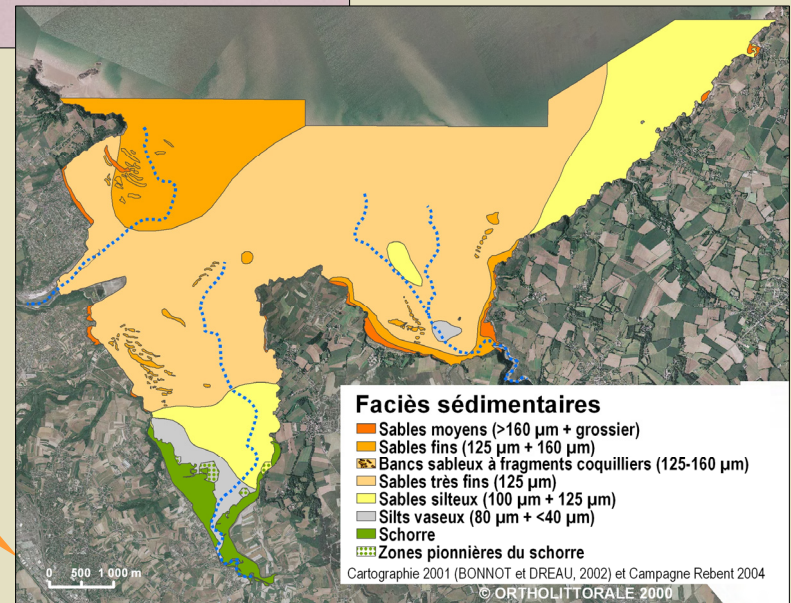 Faciès sédimentaires
Sables moyens (>160 µm + grossier)
Sables fins (125 µm + 160 µm)
Bancs sableux à fragments coquilliers (125-160 µm)
Sables très fins (125 µm)
Sables silteux (100 µm + 125 µm)
Silts vaseux (80 µm + <40 µm)
Schorre
Zones pionnières du schorre
Cartographie 2001 (BONNOT et DREAU, 2002) et Campagne Rebent 2004
0 500 1 000 m
© ORTHOLITTORALE 2000